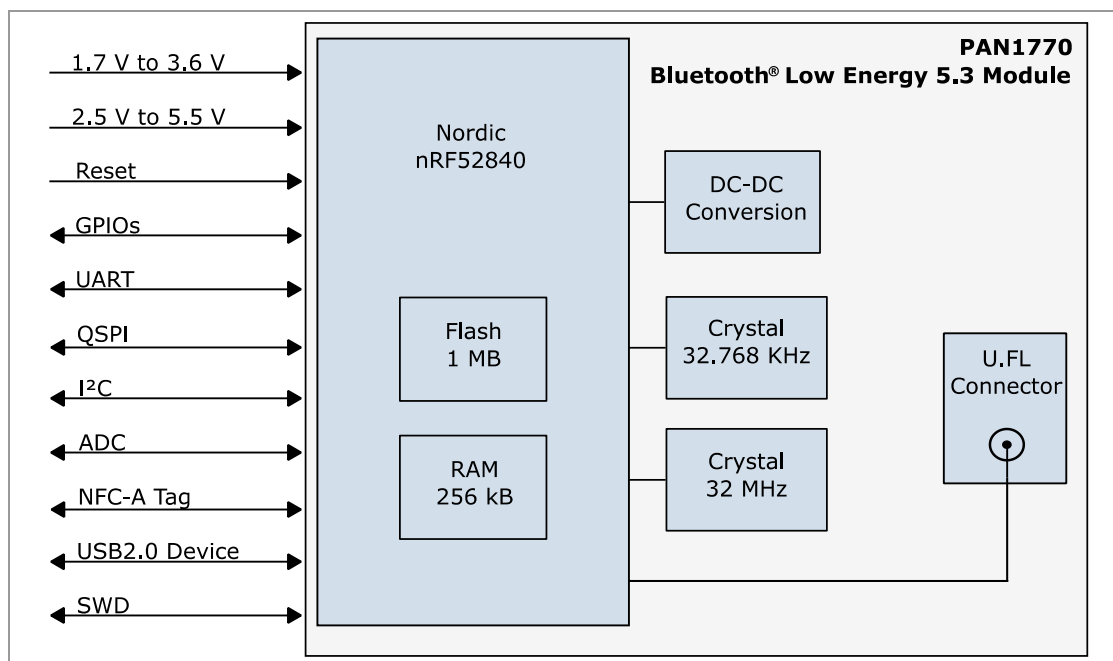 PAN1770
Bluetooth® Low Energy 5.3 Module
1.7 V to 3.6 V
2.5 V to 5.5 V
Reset
GPIOs
UART
QSPI
I²C
ADC
NFC-A Tag
USB2.0 Device
SWD
Nordic
nRF52840
Flash
1 MB
RAM
256 kB
DC-DC
Conversion
Crystal
32.768 KHz
Crystal
32 MHz
U.FL
Connector